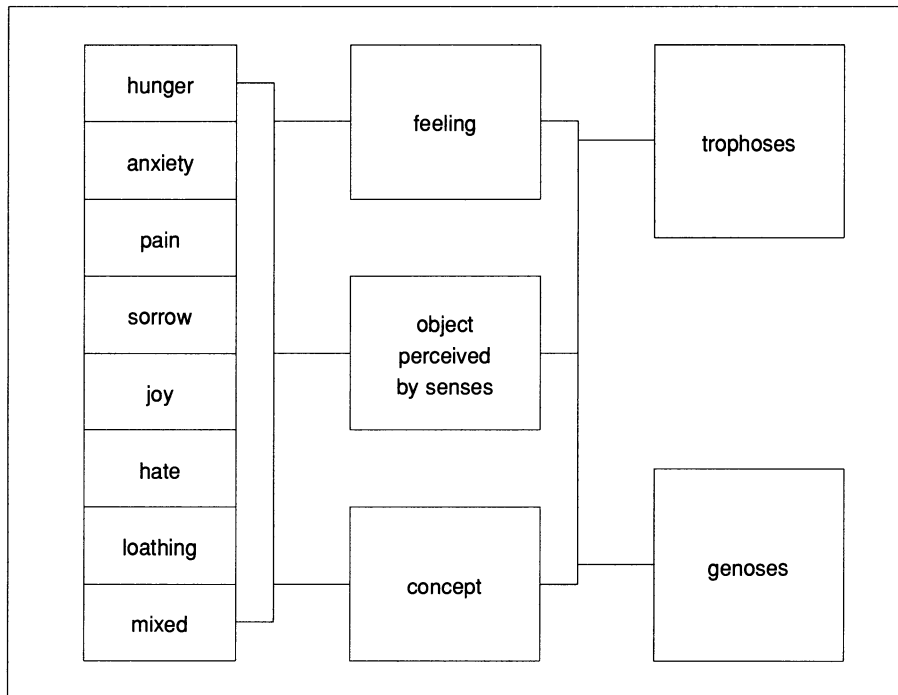 hunger
anxiety
pain
sorrow
joy
hate
loathing
mixed
feeling
object
perceived
by senses
concept
trophoses
genoses